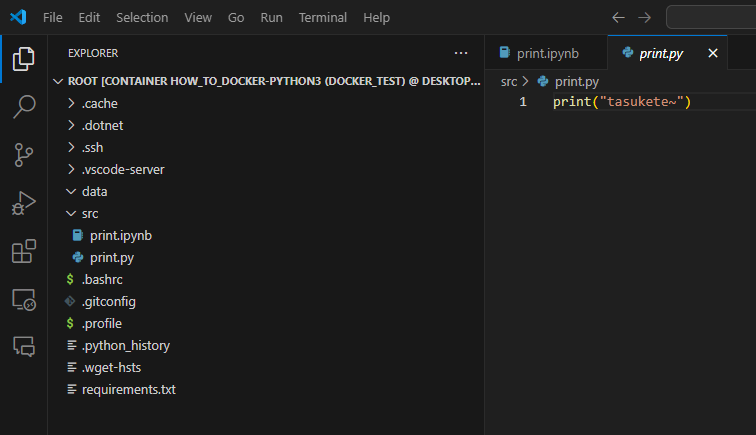 File Edit Selection View Go Run Terminal Help
EXPLORER ...
ROOT [CONTAINER HOW_TO_DOCKER-PYTHON3 (DOCKER_TEST) @ DESKTOP...
.cache
.dotnet
.ssh
.vscode-server
data
src
print.ipynb
print.py
.bashrc
.gitconfig
.profile
.python_history
.wget-hsts
requirements.txt
print.ipynb print.py
src > print.py
1 print("tasukete~")